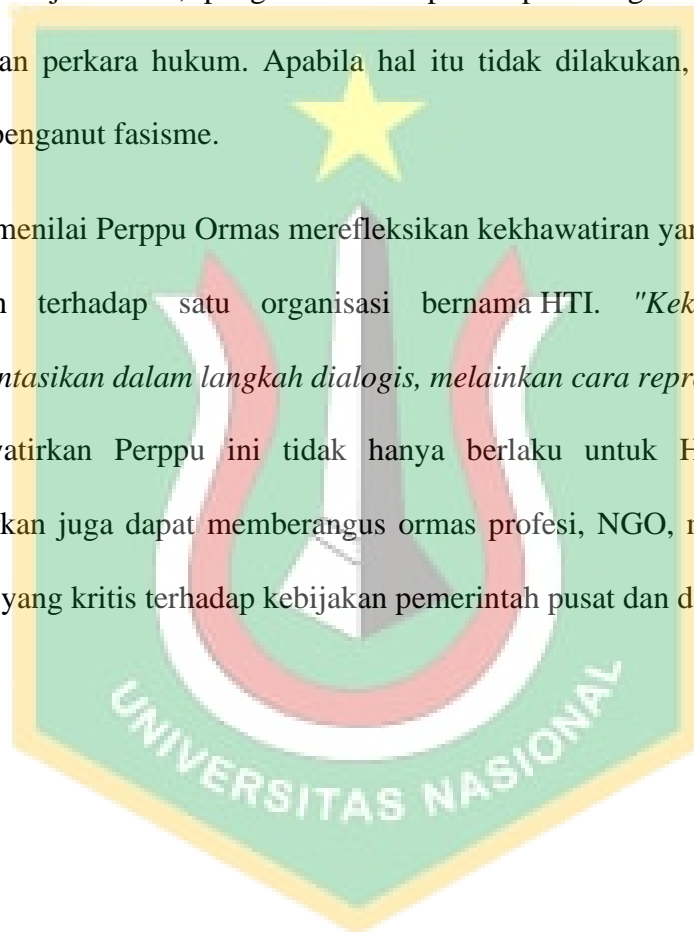 an perkara hukum. Apabila hal itu tidak dilakukan,
penganut fasisme.
menilai Perppu Ormas merefleksikan kekhawatiran yan
terhadap satu organisasi bernama HTI. "Kek
ntasikan dalam langkah dialogis, melainkan cara repre
atirkan Perppu ini tidak hanya berlaku untuk H
kan juga dapat memberangus ormas profesi, NGO,
yang kritis terhadap kebijakan pemerintah pusat dan d
UNIVERSITAS NASIONAL